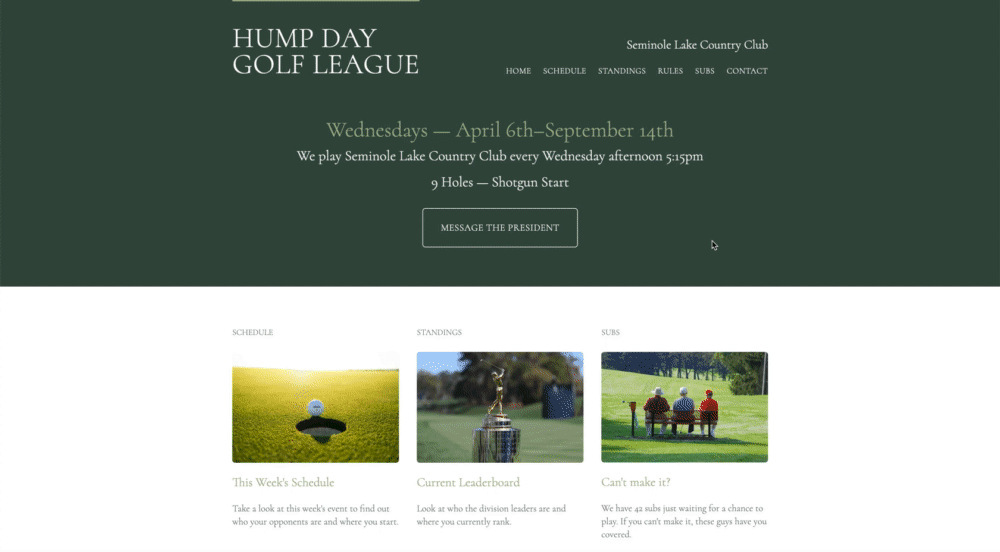 HUMP DAY
GOLF LEAGUE
Seminole Lake Country Club
HOME SCHEDULE STANDINGS RULES SUBS CONTACT
Wednesdays — April 6th–September 14th
We play Seminole Lake Country Club every Wednesday afternoon 5:15pm
9 Holes — Shotgun Start
MESSAGE THE PRESIDENT
SCHEDULE
This Week's Schedule
Take a look at this week's event to find out
who your opponents are and where you start.
STANDINGS
Current Leaderboard
Look at who the division leaders are and
where you currently rank.
SUBS
Can't make it?
We have 42 subs just waiting for a chance to
play. If you can't make it, these guys have you
covered.